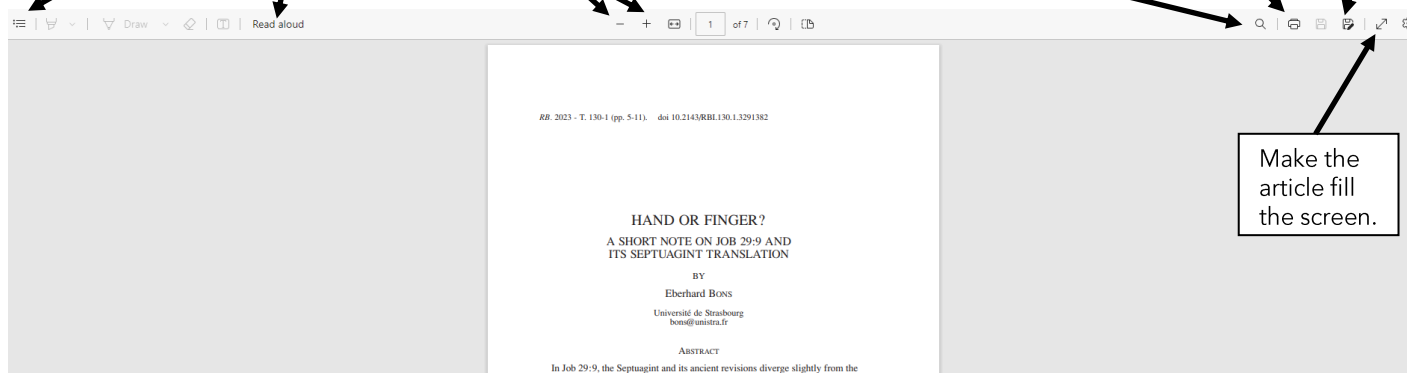 Draw
Read aloud
1 of 7
RB. 2023 - T. 130-1 (pp. 5-11). doi 10.2143/RBI.130.1.3291382
HAND OR FINGER?
A SHORT NOTE ON JOB 29:9 AND
ITS SEPTUAGINT TRANSLATION
BY
Eberhard BONS
Université de Strasbourg
bons@unistra.fr
ABSTRACT
In Job 29:9, the Septuagint and its ancient revisions diverge slightly from the
Make the
article fill
the screen.